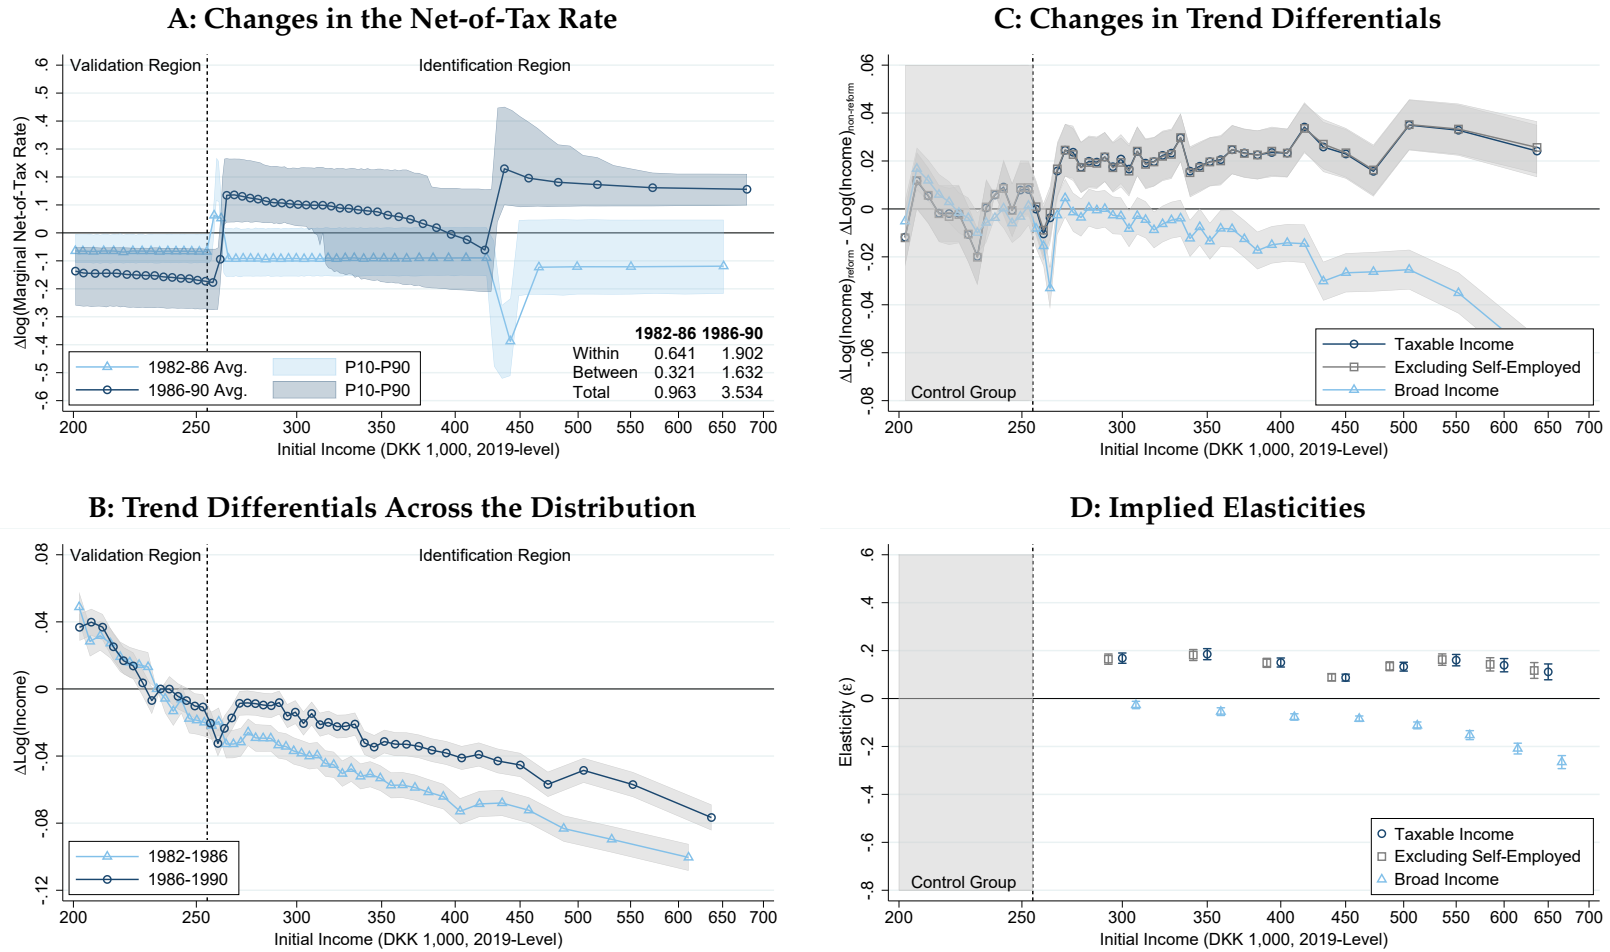 A: Changes in the Net-of-Tax Rate
Validation Region
Identification Region
Δlog(Marginal Net-of-Tax Rate)
.6
.5
.4
.3
.2
.1
0
-.1
-.2
-.3
-.4
-.5
-.6
1982-86 Avg. P10-P90
1986-90 Avg. P10-P90
1982-86 1986-90
Within 0.641 1.902
Between 0.321 1.632
Total 0.963 3.534
200 250 300 350 400 450 500 550 600 650 700
Initial Income (DKK 1,000, 2019-level)
C: Changes in Trend Differentials
ΔLog(Income)reform - ΔLog(Income)non-reform
.06
.04
.02
0
-.02
-.04
-.06
-.08
Control Group
Taxable Income
Excluding Self-Employed
Broad Income
200 250 300 350 400 450 500 550 600 650 700
Initial Income (DKK 1,000, 2019-Level)
B: Trend Differentials Across the Distribution
Validation Region
Identification Region
ΔLog(Income)
.08
.04
0
-.04
-.08
-.12
1982-1986
1986-1990
200 250 300 350 400 450 500 550 600 650 700
Initial Income (DKK 1,000, 2019-Level)
D: Implied Elasticities
Elasticity (ε)
.6
.4
.2
0
-.2
-.4
-.6
-.8
Control Group
Taxable Income
Excluding Self-Employed
Broad Income
200 250 300 350 400 450 500 550 600 650 700
Initial Income (DKK 1,000, 2019-Level)